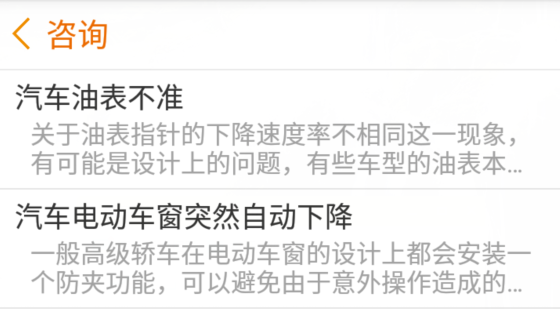 咨询
汽车油表不准
关于油表指针的下降速度率不相同这一现象，
有可能是设计上的问题，有些车型的油表本...
汽车电动车窗突然自动下降
一般高级轿车在电动车窗的设计上都会安装一
个防夹功能，可以避免由于意外操作造成的...